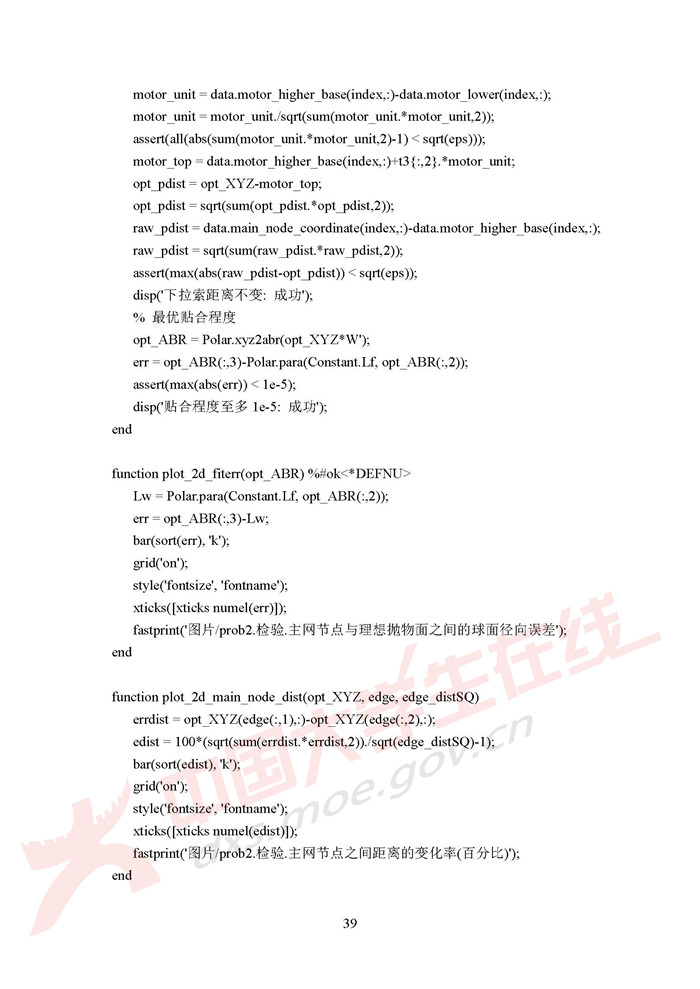 motor_unit = data.motor_higher_base(index,:)-data.motor_lower(index,:);
motor_unit = motor_unit./sqrt(sum(motor_unit.*motor_unit,2));
assert(all(abs(sum(motor_unit.*motor_unit,2)-1) < sqrt(eps)));
motor_top = data.motor_higher_base(index,:)+t3{:,2}.*motor_unit;
opt_pdist = opt_XYZ-motor_top;
opt_pdist = sqrt(sum(opt_pdist.*opt_pdist,2));
raw_pdist = data.main_node_coordinate(index,:)-data.motor_higher_base(index,:);
raw_pdist = sqrt(sum(raw_pdist.*raw_pdist,2));
assert(max(abs(raw_pdist-opt_pdist)) < sqrt(eps));
disp('下拉索距离不变: 成功');
% 最优贴合程度
opt_ABR = Polar.xyz2abr(opt_XYZ*W');
err = opt_ABR(:,3)-Polar.para(Constant.Lf, opt_ABR(:,2));
assert(max(abs(err)) < 1e-5);
disp('贴合程度至多 1e-5: 成功');
end
function plot_2d_fiterr(opt_ABR) %#ok<*DEFNU>
Lw = Polar.para(Constant.Lf, opt_ABR(:,2));
err = opt_ABR(:,3)-Lw;
bar(sort(err), 'k');
grid('on');
style('fontsize', 'fontname');
xticks([xticks numel(err)]);
fastprint('图片/prob2.检验.主网节点与理想抛物面之间的球面径向误差');
end
function plot_2d_main_node_dist(opt_XYZ, edge, edge_distSQ)
errdist = opt_XYZ(edge(:,1),:)-opt_XYZ(edge(:,2),:);
edist = 100*(sqrt(sum(errdist.*errdist,2))./sqrt(edge_distSQ)-1);
bar(sort(edist), 'k');
grid('on');
style('fontsize', 'fontname');
xticks([xticks numel(edist)]);
fastprint('图片/prob2.检验.主网节点之间距离的变化率(百分比)');
end
39
中国大学生在线
dxs.moe.gov.cn